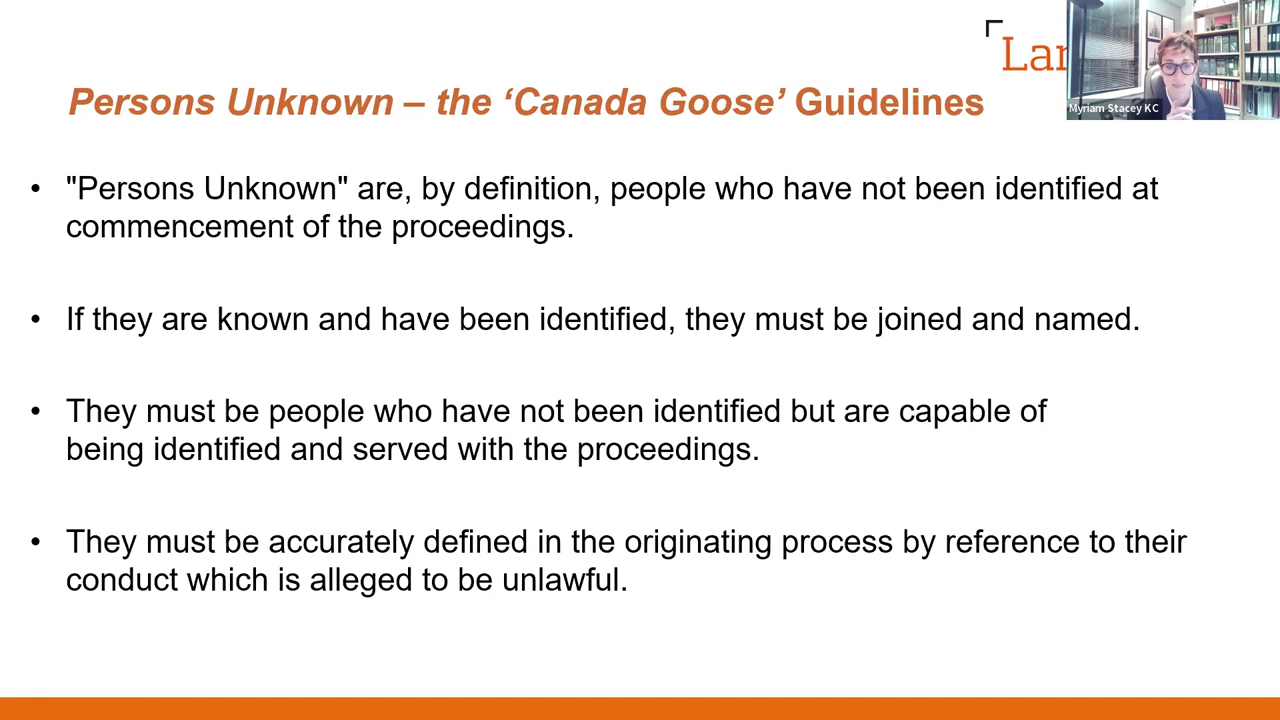 Lan
Myriam Stacey KC
Persons Unknown – the ‘Canada Goose’ Guidelines
• "Persons Unknown" are, by definition, people who have not been identified at
commencement of the proceedings.
• If they are known and have been identified, they must be joined and named.
• They must be people who have not been identified but are capable of
being identified and served with the proceedings.
• They must be accurately defined in the originating process by reference to their
conduct which is alleged to be unlawful.